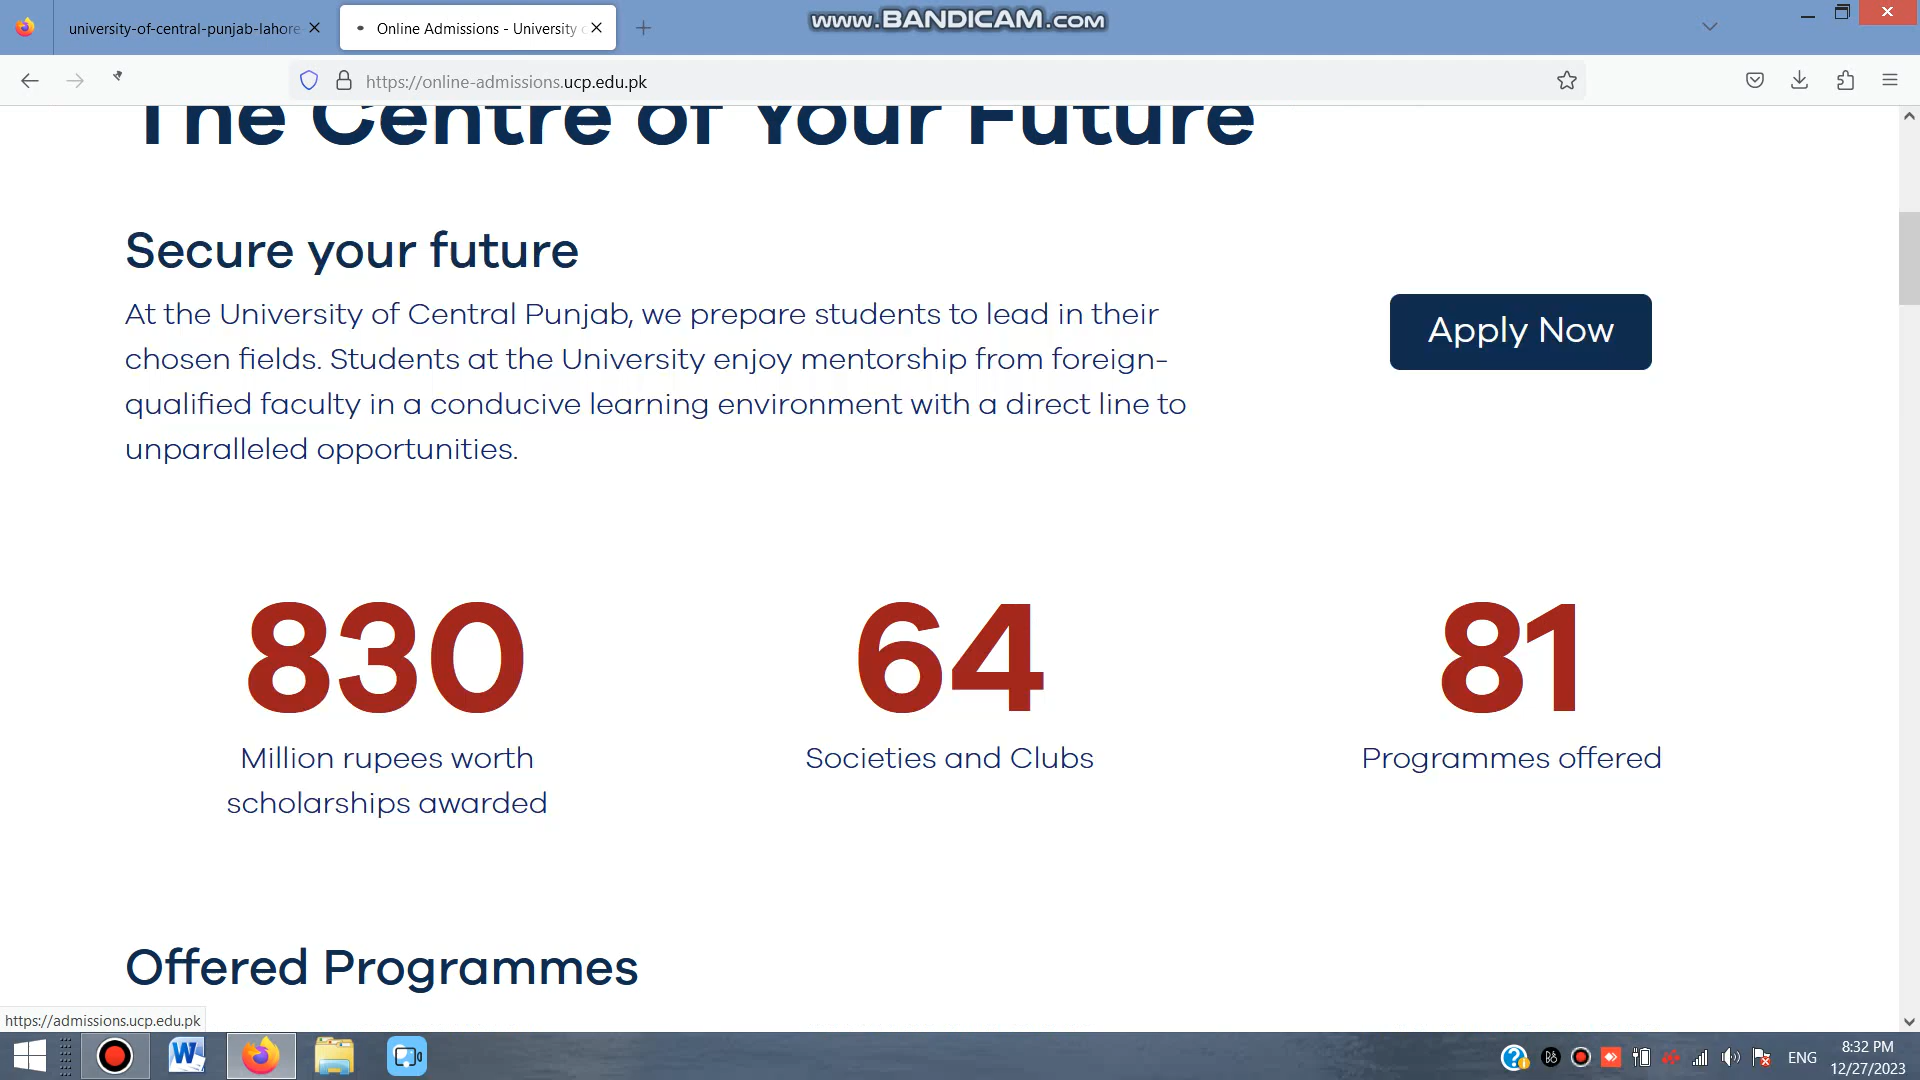 university-of-central-punjab-lahore
Online Admissions - University
www.BANDICAM.com
https://online-admissions.ucp.edu.pk
The Centre of Your Future
Secure your future
At the University of Central Punjab, we prepare students to lead in their
chosen fields. Students at the University enjoy mentorship from foreign-
qualified faculty in a conducive learning environment with a direct line to
unparalleled opportunities.
Apply Now
830
Million rupees worth
scholarships awarded
64
Societies and Clubs
81
Programmes offered
Offered Programmes
https://admissions.ucp.edu.pk
ENG
8:32 PM
12/27/2023